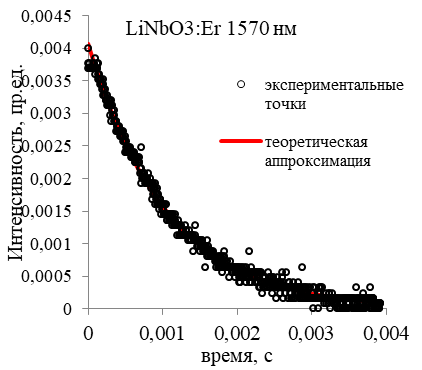 LiNbO3:Er 1570 нм
Интенсивность, пр.ед.
0,0045
0,004
0,0035
0,003
0,0025
0,002
0,0015
0,001
0,0005
0
экспериментальные
точки
теоретическая
аппроксимация
0
0,001
0,002
0,003
0,004
время, с